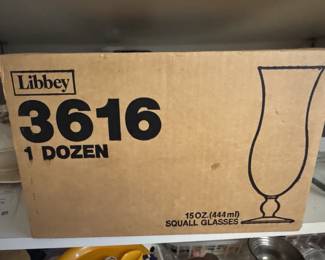 Libbey
3616
1 DOZEN
15 OZ. (444 ml)
SQUALL GLASSES